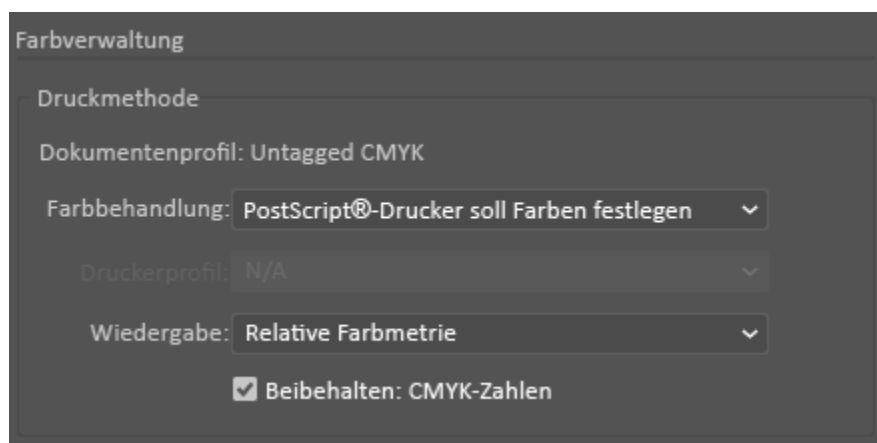 Farbverwaltung
Druckmethode
Dokumentenprofil: Untagged CMYK
Farbbehandlung: PostScript®-Drucker soll Farben festlegen
Druckerprofil: N/A
Wiedergabe: Relative Farbmetrie
Beibehalten: CMYK-Zahlen